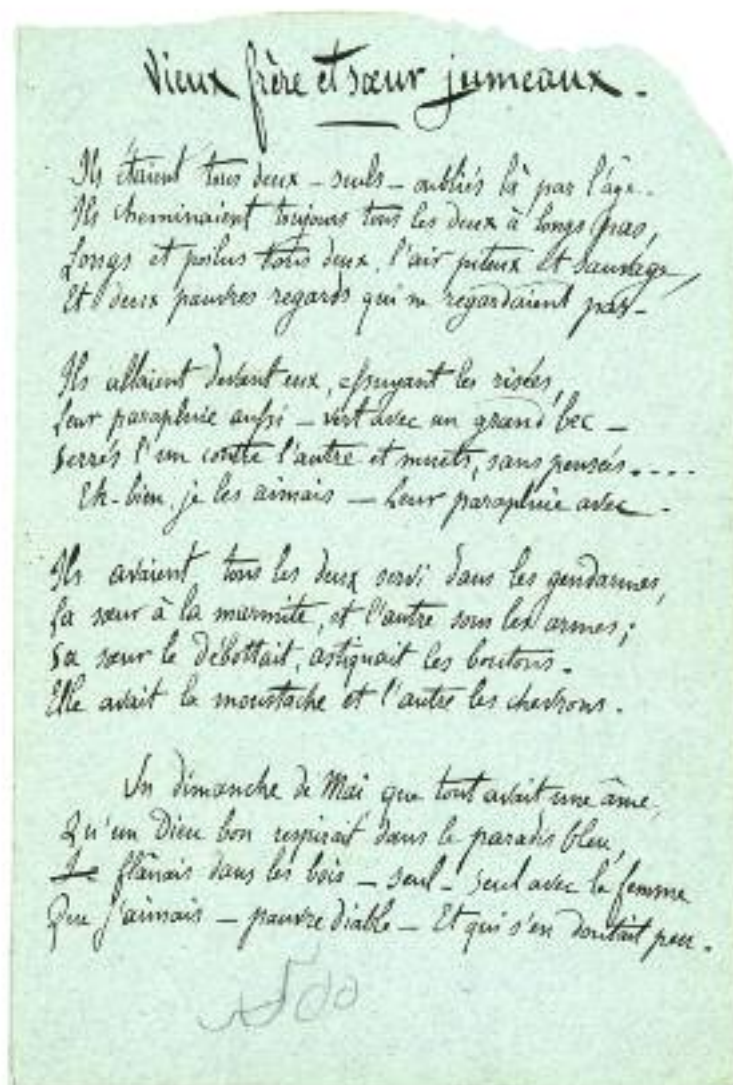 Vieux frère et sœur jumeaux.
Ils étaient tous deux – seuls – oubliés là par l'âge.
Ils cheminaient toujours tous les deux à longs pas,
Longs et poilus tous deux, l'air piteux et sauvage,
Et deux pauvres regards qui ne regardaient pas –
Ils allaient devant eux, essuyant les risées,
Leur parapluie aussi – vert avec un grand bec –
Serrés l'un contre l'autre et muets, sans pensées....
Eh-bien, je les aimais – Leur parapluie avec –
Ils avaient tous les deux servi dans les gendarmes,
La sœur à la marmite, et l'autre sous les armes;
Sa sœur le débottait, astiquait les boutons –
Elle avait la moustache et l'autre les chevrons.
Un dimanche de Mai que tout avait une âme,
Qu'un Dieu bon respirait dans le paradis bleu,
Je flânais dans les bois – seul – seul avec la femme
Que j'aimais – pauvre diable – Et qui s'en doutait peu.